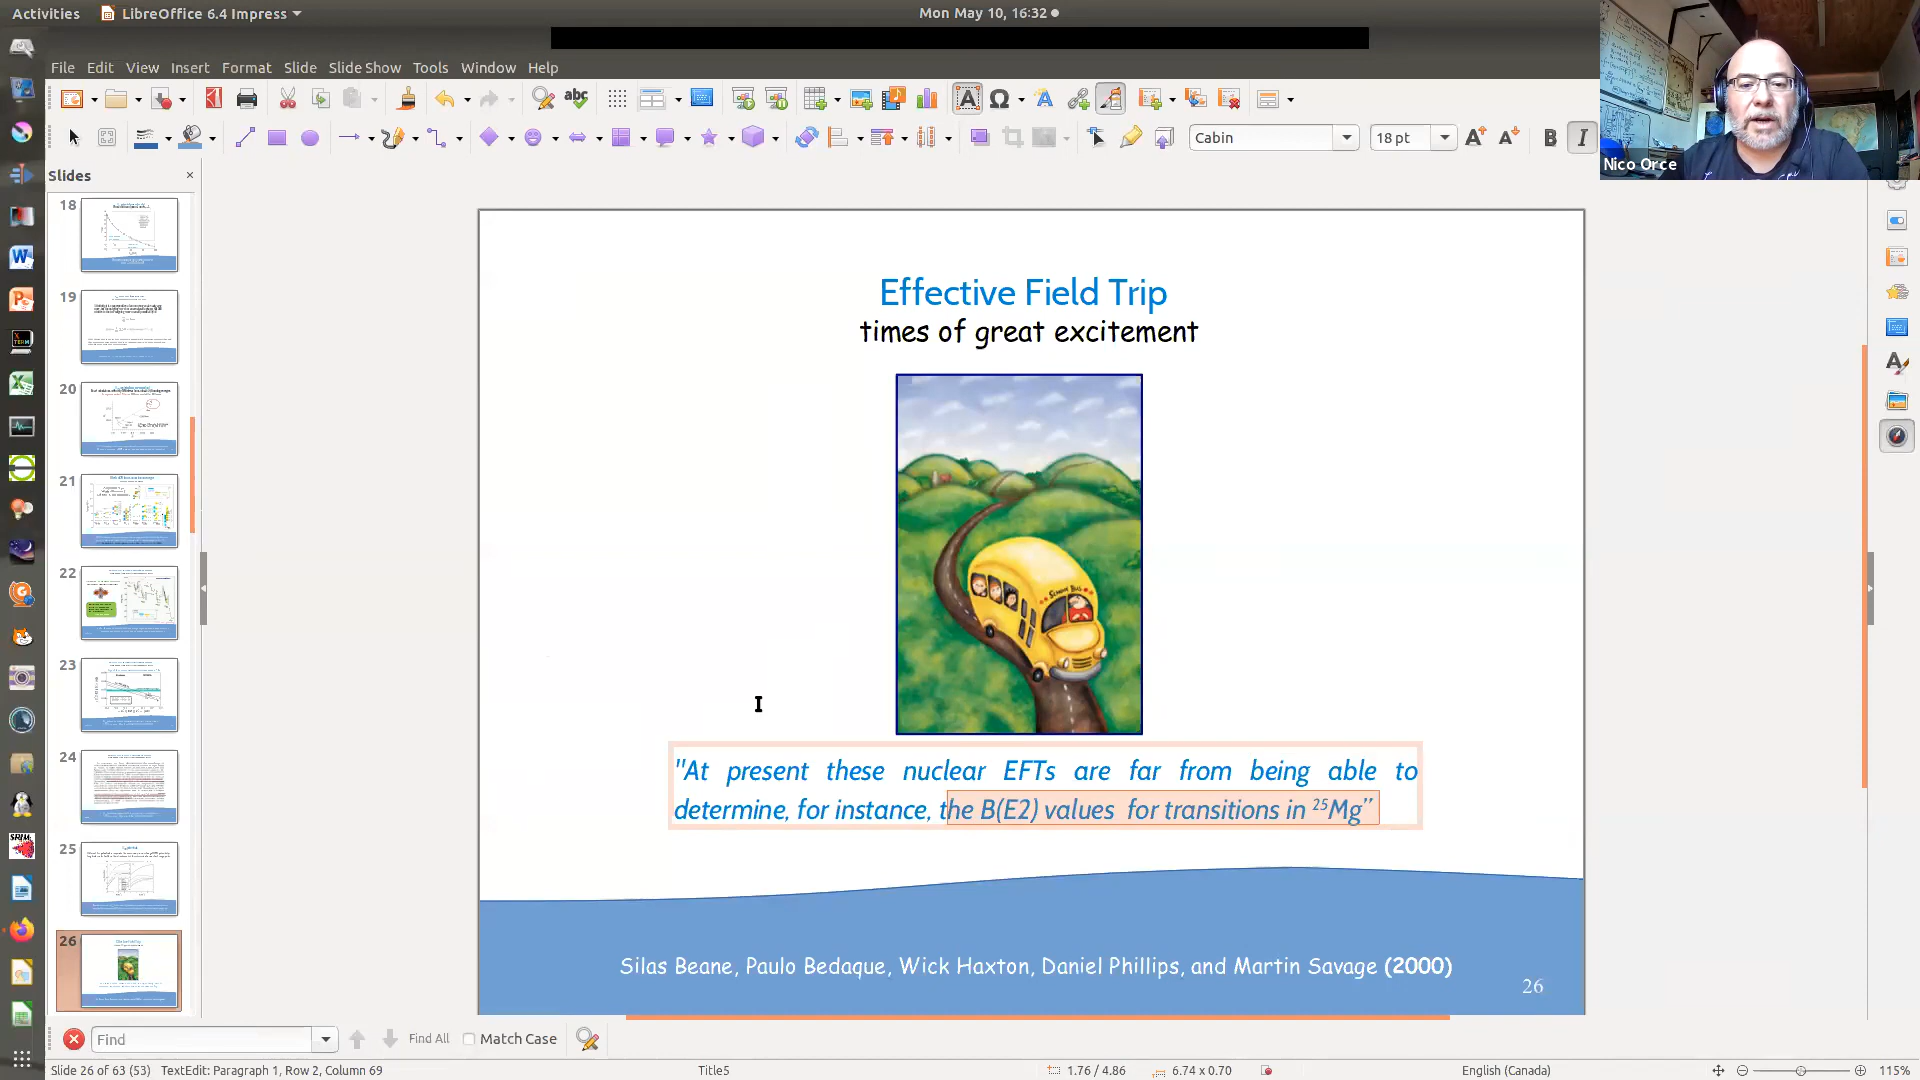 Activities
LibreOffice 6.4 Impress
Mon May 10, 16:32
File Edit View Insert Format Slide Slide Show Tools Window Help
Cabin
18 pt
Nico Orce
Slides
18
19
20
21
22
23
24
25
26
Effective Field Trip
times of great excitement
SCHOOL BUS
"At present these nuclear EFTs are far from being able to
determine, for instance, the B(E2) values for transitions in ²⁵Mg”
Silas Beane, Paulo Bedaque, Wick Haxton, Daniel Phillips, and Martin Savage (2000)
26
Find
Find All
Match Case
Slide 26 of 63 (53)
TextEdit: Paragraph 1, Row 2, Column 69
Title5
1.76 / 4.86
6.74 x 0.70
English (Canada)
115%